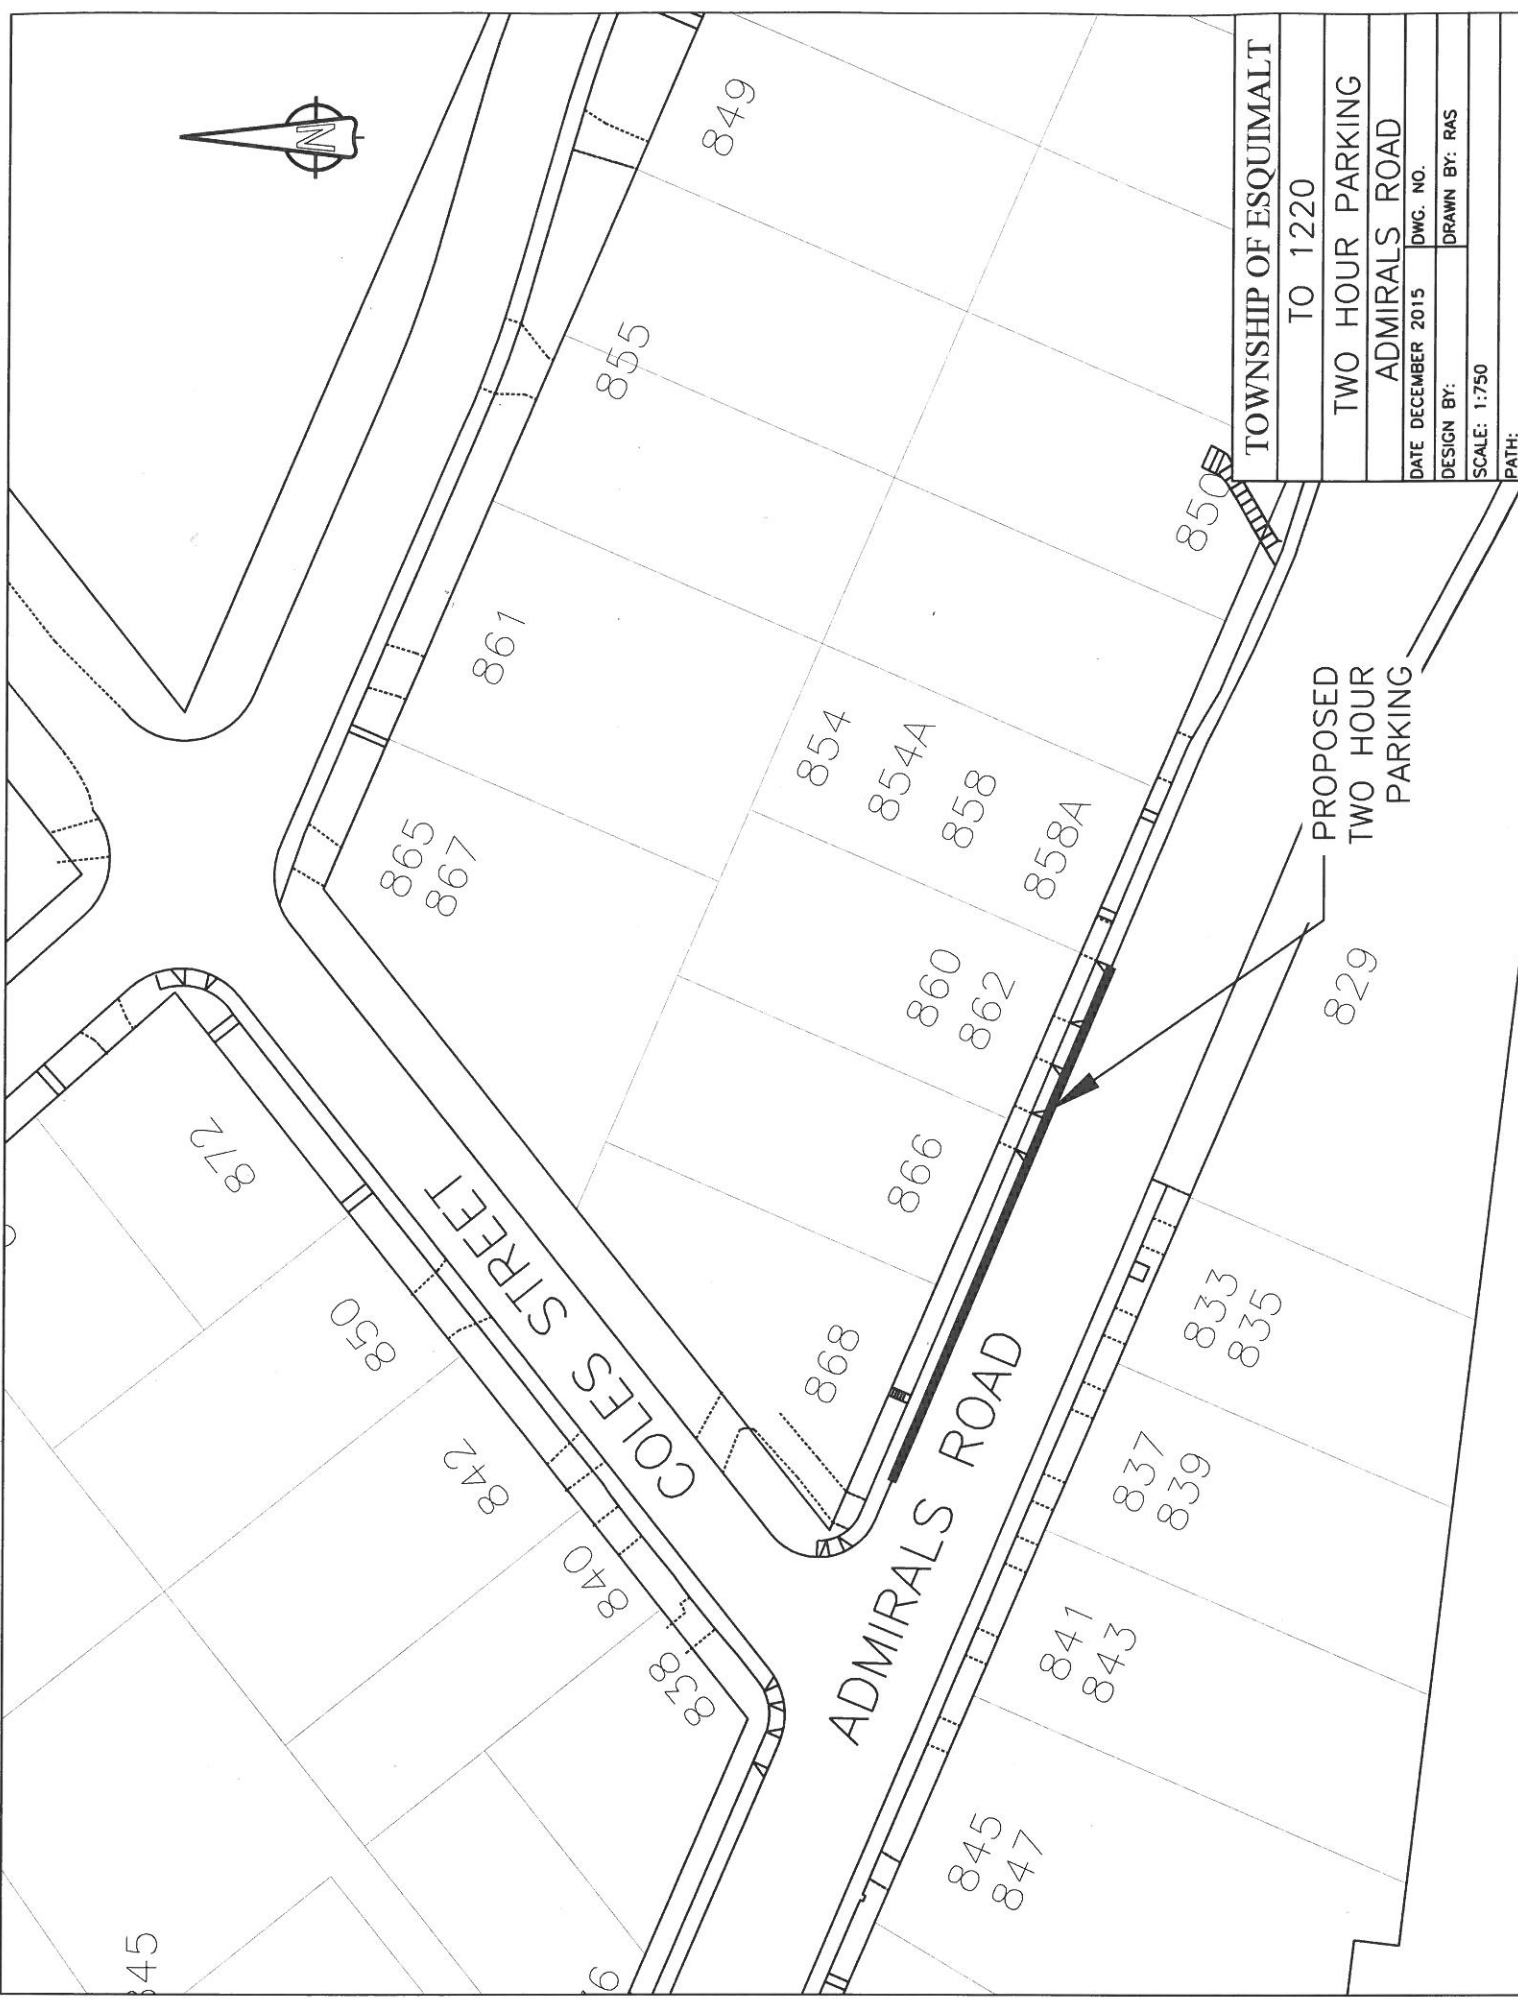 N
849
855
861
865
867
872
850
842
840
838
COLES STREET
868
866
860
862
854
854A
858
858A
850
ADMIRALS ROAD
829
833
835
837
839
841
843
845
847
PROPOSED
TWO HOUR
PARKING
TOWNSHIP OF ESQUIMALT
TO 1220
TWO HOUR PARKING
ADMIRALS ROAD
DATE DECEMBER 2015 DWG. NO.
DESIGN BY: DRAWN BY: RAS
SCALE: 1:750
PATH: